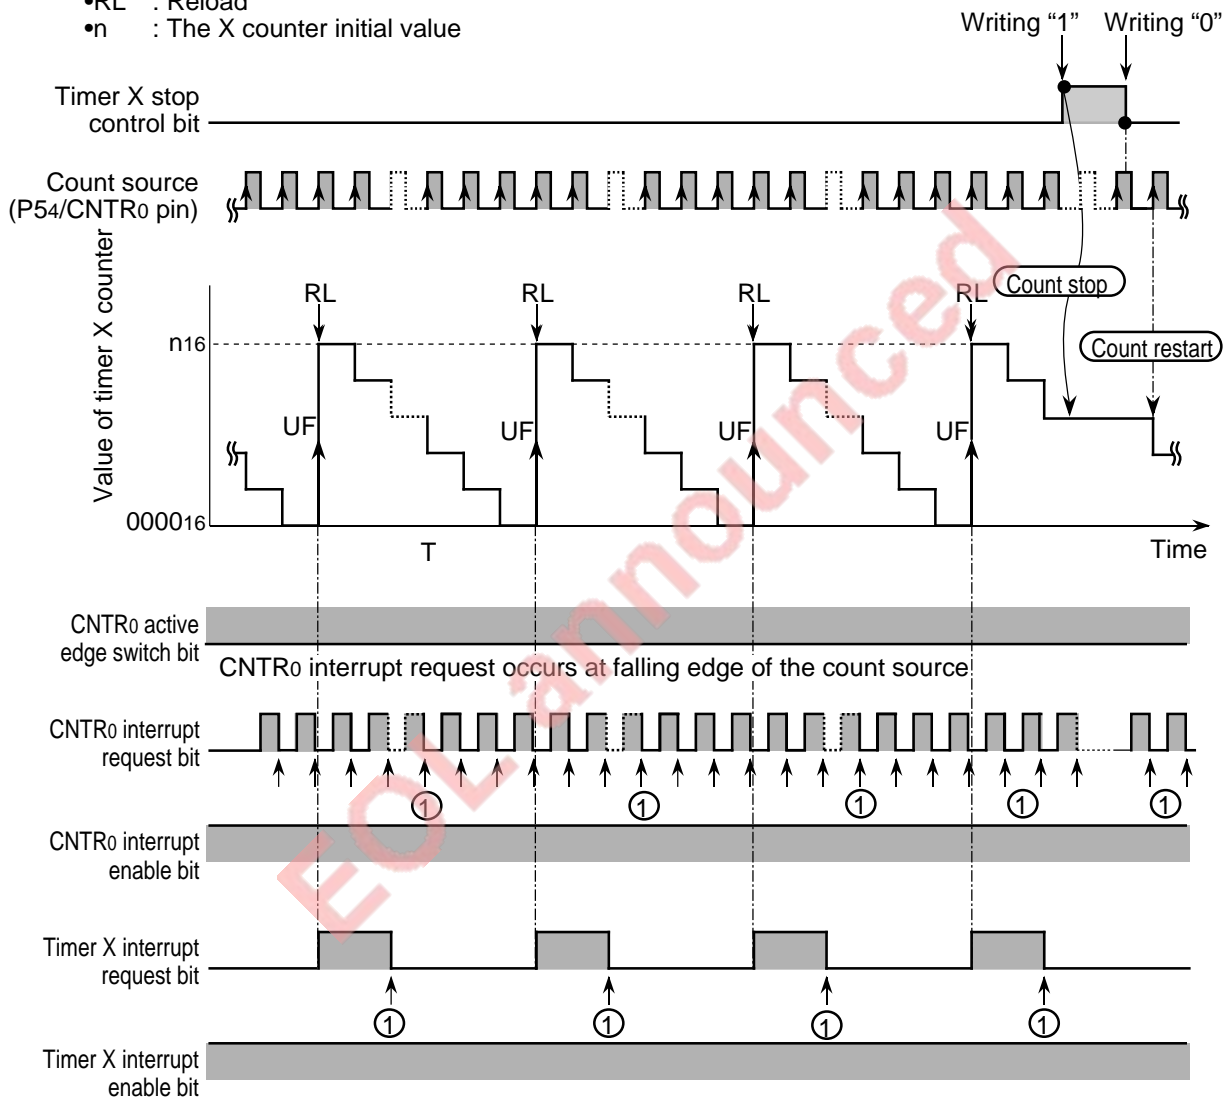 •RL : Reload
•n : The X counter initial value
Writing “1” Writing “0”
Timer X stop
control bit
Count source
(P54/CNTR0 pin)
Value of timer X counter
RL RL RL RL
Count stop
n16
Count restart
UF UF UF UF
000016
T
Time
CNTR0 active
edge switch bit
CNTR0 interrupt request occurs at falling edge of the count source
CNTR0 interrupt
request bit
① ① ① ① ①
CNTR0 interrupt
enable bit
Timer X interrupt
request bit
① ① ① ①
Timer X interrupt
enable bit
EOL announced